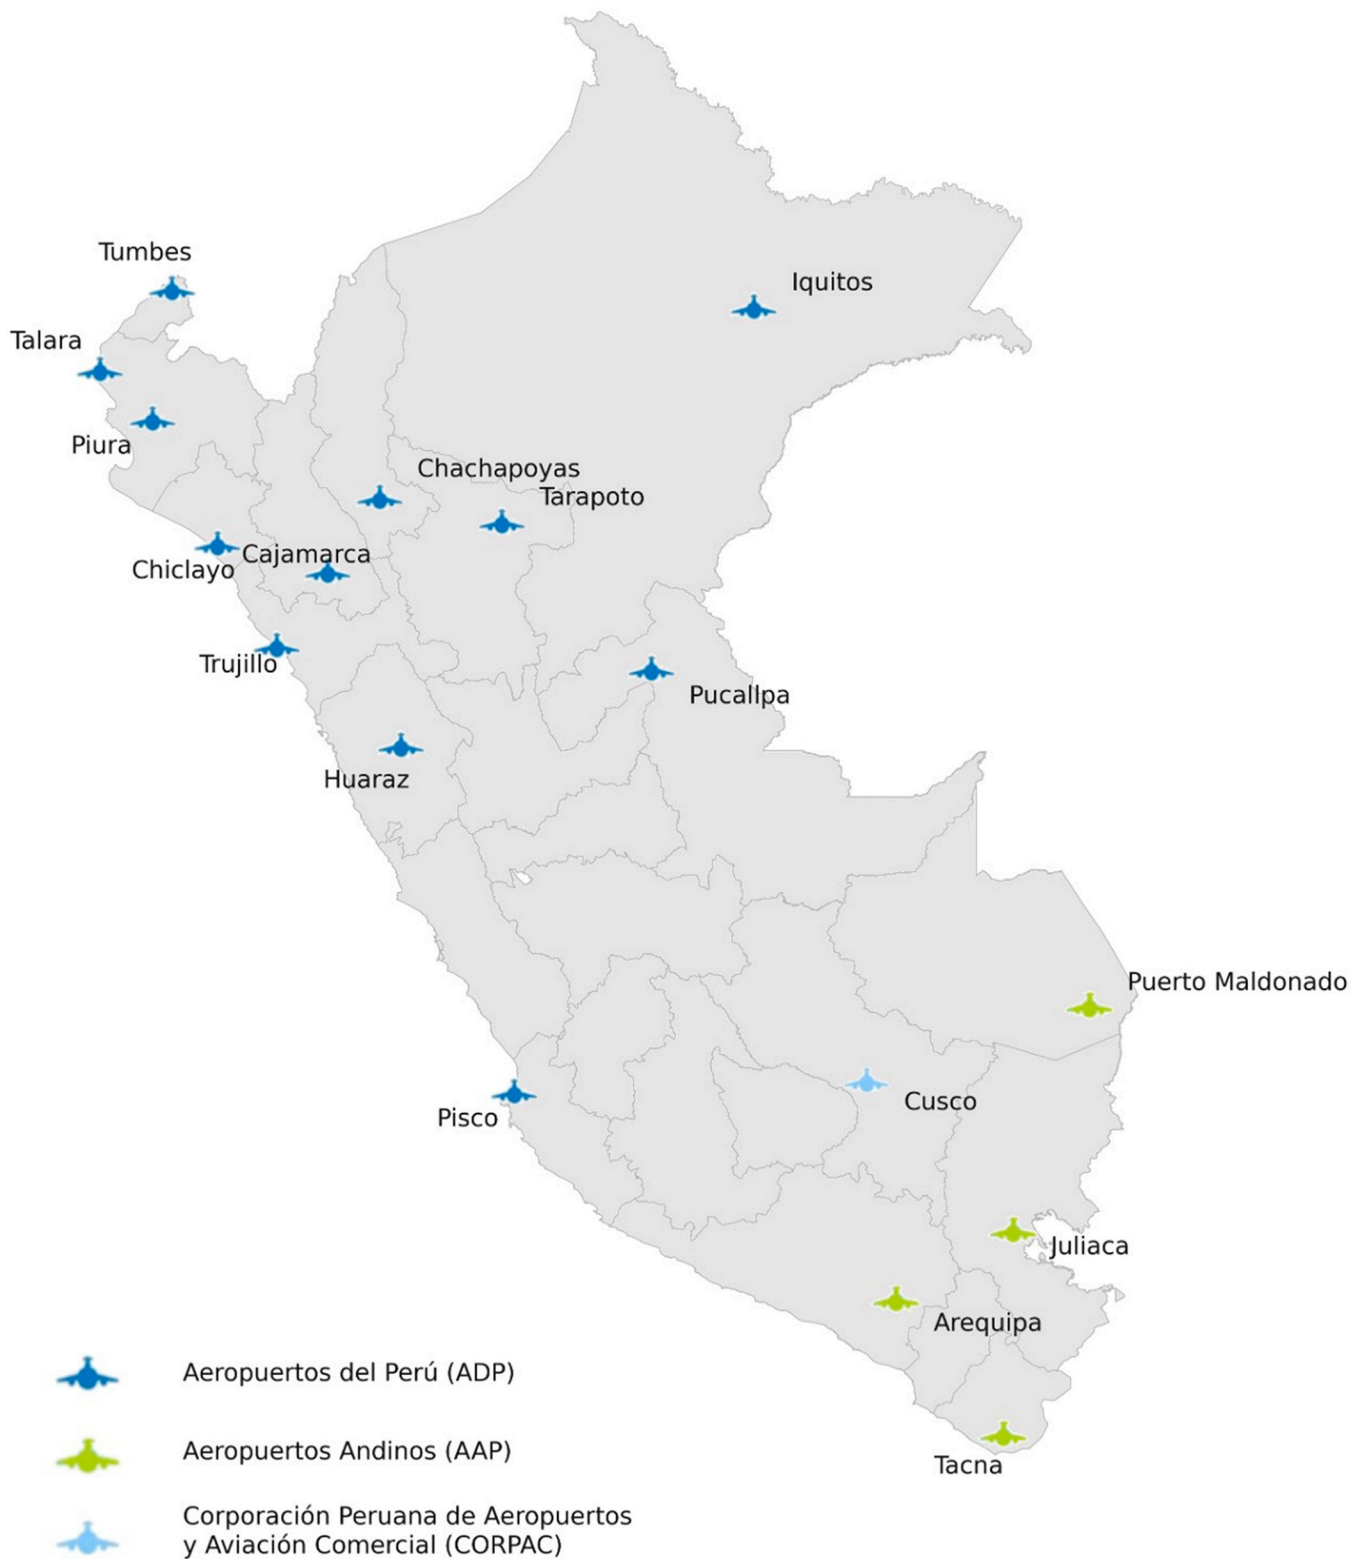 Tumbes
Iquitos
Talara
Piura
Chachapoyas
Tarapoto
Cajamarca
Chiclayo
Trujillo
Pucallpa
Huaraz
Puerto Maldonado
Cusco
Pisco
Juliaca
Arequipa
Aeropuertos del Perú (ADP)
Aeropuertos Andinos (AAP)
Tacna
Corporación Peruana de Aeropuertos
y Aviación Comercial (CORPAC)